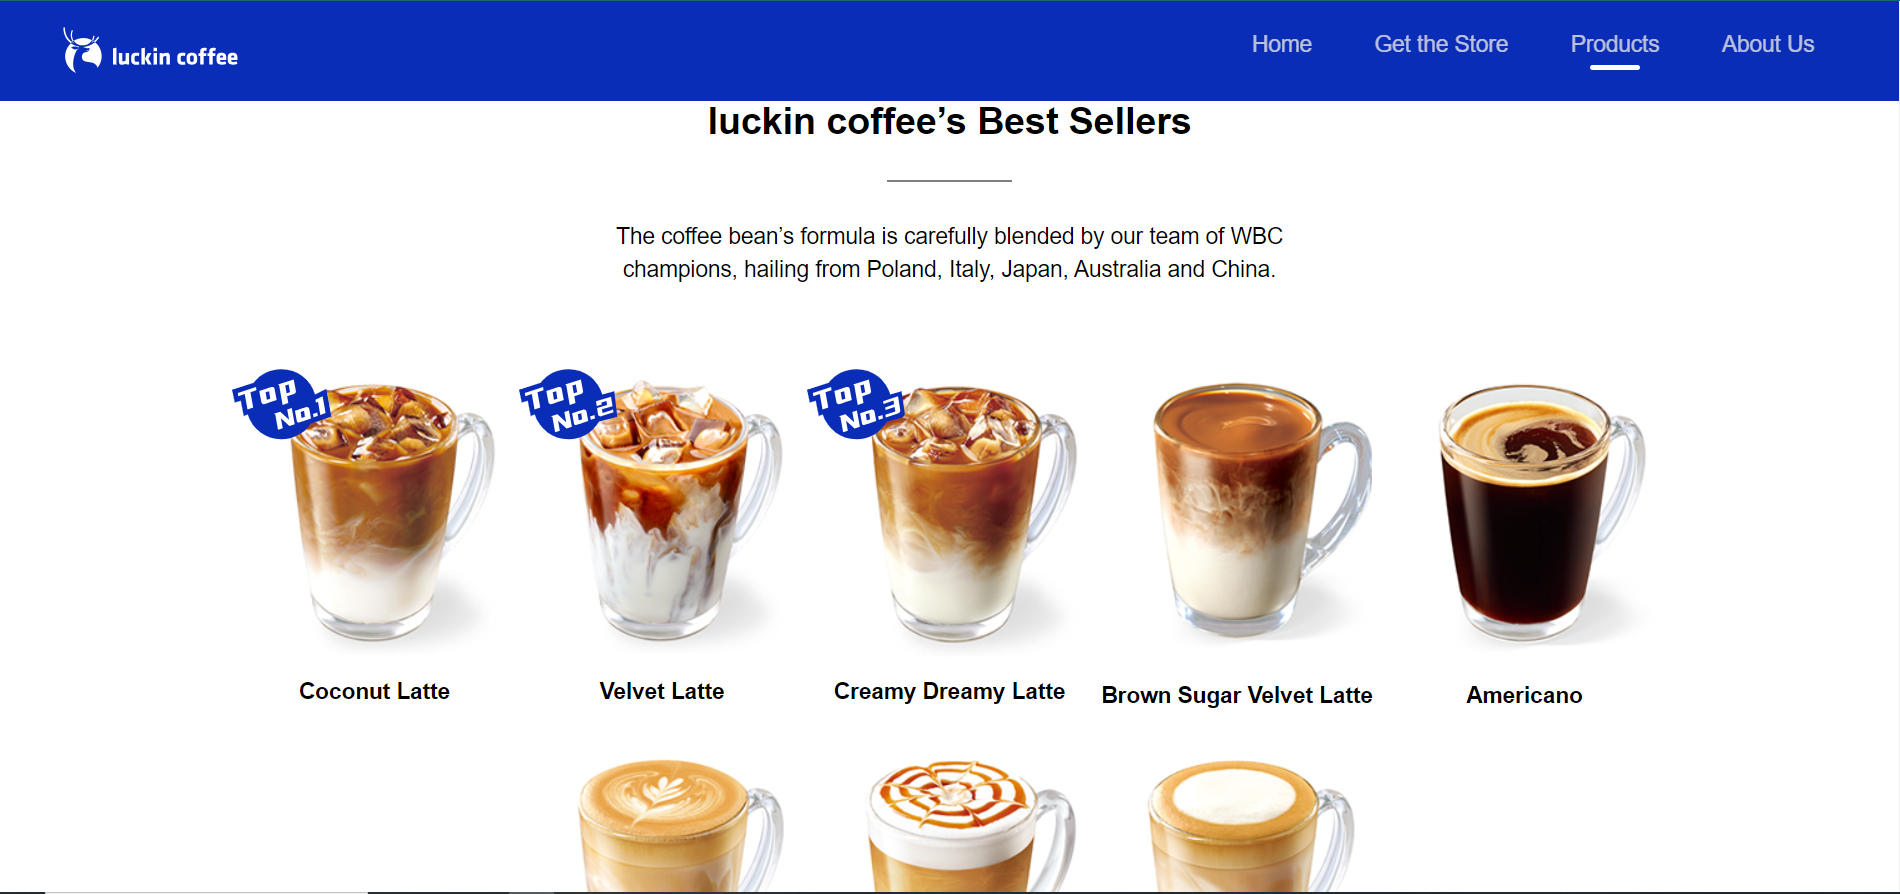 luckin coffee
Home
Get the Store
Products
About Us
luckin coffee’s Best Sellers
The coffee bean’s formula is carefully blended by our team of WBC
champions, hailing from Poland, Italy, Japan, Australia and China.
Top
No.1
Top
No.2
Top
No.3
Coconut Latte
Velvet Latte
Creamy Dreamy Latte
Brown Sugar Velvet Latte
Americano